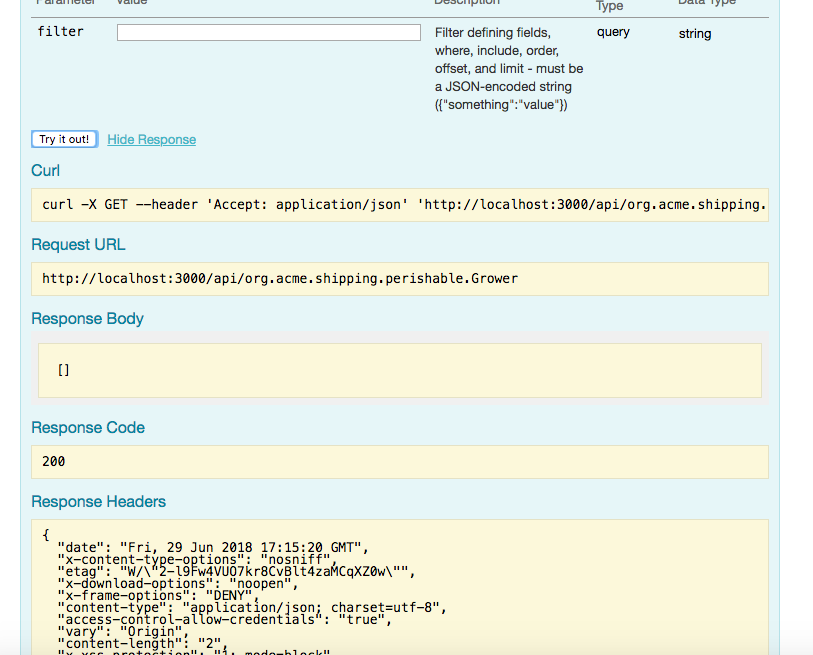 Parameter Value Description Type Data Type
filter
Filter defining fields, where, include, order, offset, and limit - must be a JSON-encoded string ({"something":"value"})
query
string
Try it out! Hide Response
Curl
curl -X GET --header 'Accept: application/json' 'http://localhost:3000/api/org.acme.shipping.
Request URL
http://localhost:3000/api/org.acme.shipping.perishable.Grower
Response Body
[]
Response Code
200
Response Headers
{
"date": "Fri, 29 Jun 2018 17:15:20 GMT",
"x-content-type-options": "nosniff",
"etag": "W/\"2-l9Fw4VUO7kr8CvBlt4zaMCqXZ0w\"",
"x-download-options": "noopen",
"x-frame-options": "DENY",
"content-type": "application/json; charset=utf-8",
"access-control-allow-credentials": "true",
"vary": "Origin",
"content-length": "2",
"x-xss-protection": "1; mode=block"